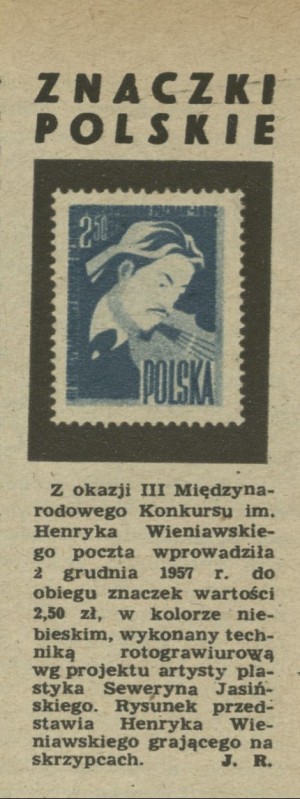 ZNACZKI
POLSKIE
2.50
POLSKA
Z okazji III Międzyna-
rodowego Konkursu im.
Henryka Wieniawskie-
go poczta wprowadziła
2 grudnia 1957 r. do
obiegu znaczek wartości
2,50 zł, w kolorze nie-
bieskim, wykonany tech-
niką rotograwiurową
wg projektu artysty pla-
styka Seweryna Jasiń-
skiego. Rysunek przed-
stawia Henryka Wie-
niawskiego grającego na
skrzypcach. J. R.